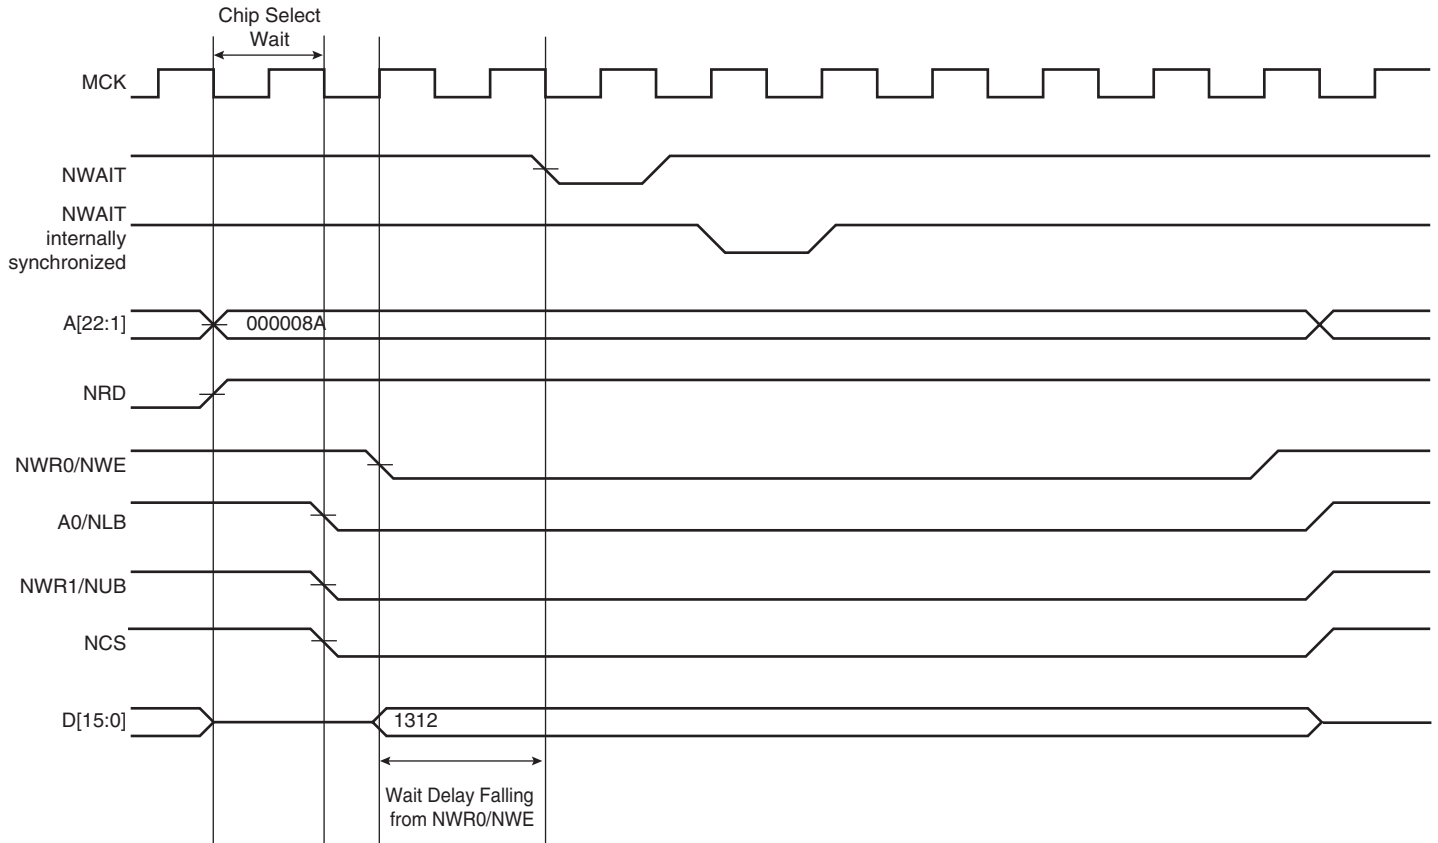 Chip Select
Wait
MCK
NWAIT
NWAIT
internally
synchronized
A[22:1]
000008A
NRD
NWR0/NWE
A0/NLB
NWR1/NUB
NCS
D[15:0]
1312
Wait Delay Falling
from NWR0/NWE